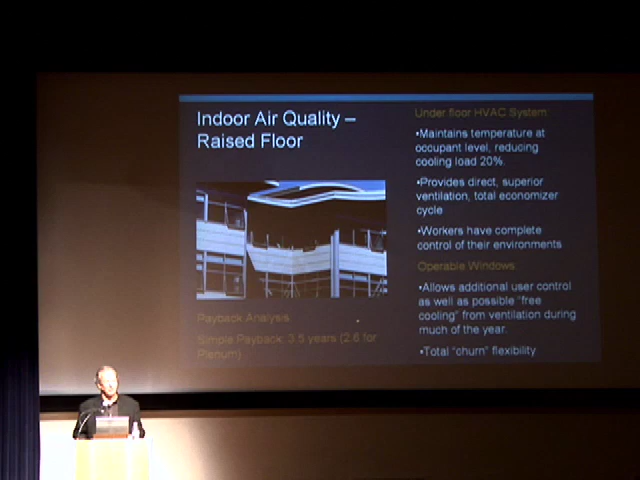 Indoor Air Quality –
Raised Floor
Payback Analysis
Simple Payback: 3.5 years (2.6 for
Plenum)
Under floor HVAC System
•Maintains temperature at
occupant level, reducing
cooling load 20%.
•Provides direct, superior
ventilation, total economizer
cycle
•Workers have complete
control of their environments
Operable Windows
•Allows additional user control
as well as possible “free
cooling” from ventilation during
much of the year.
•Total “churn” flexibility